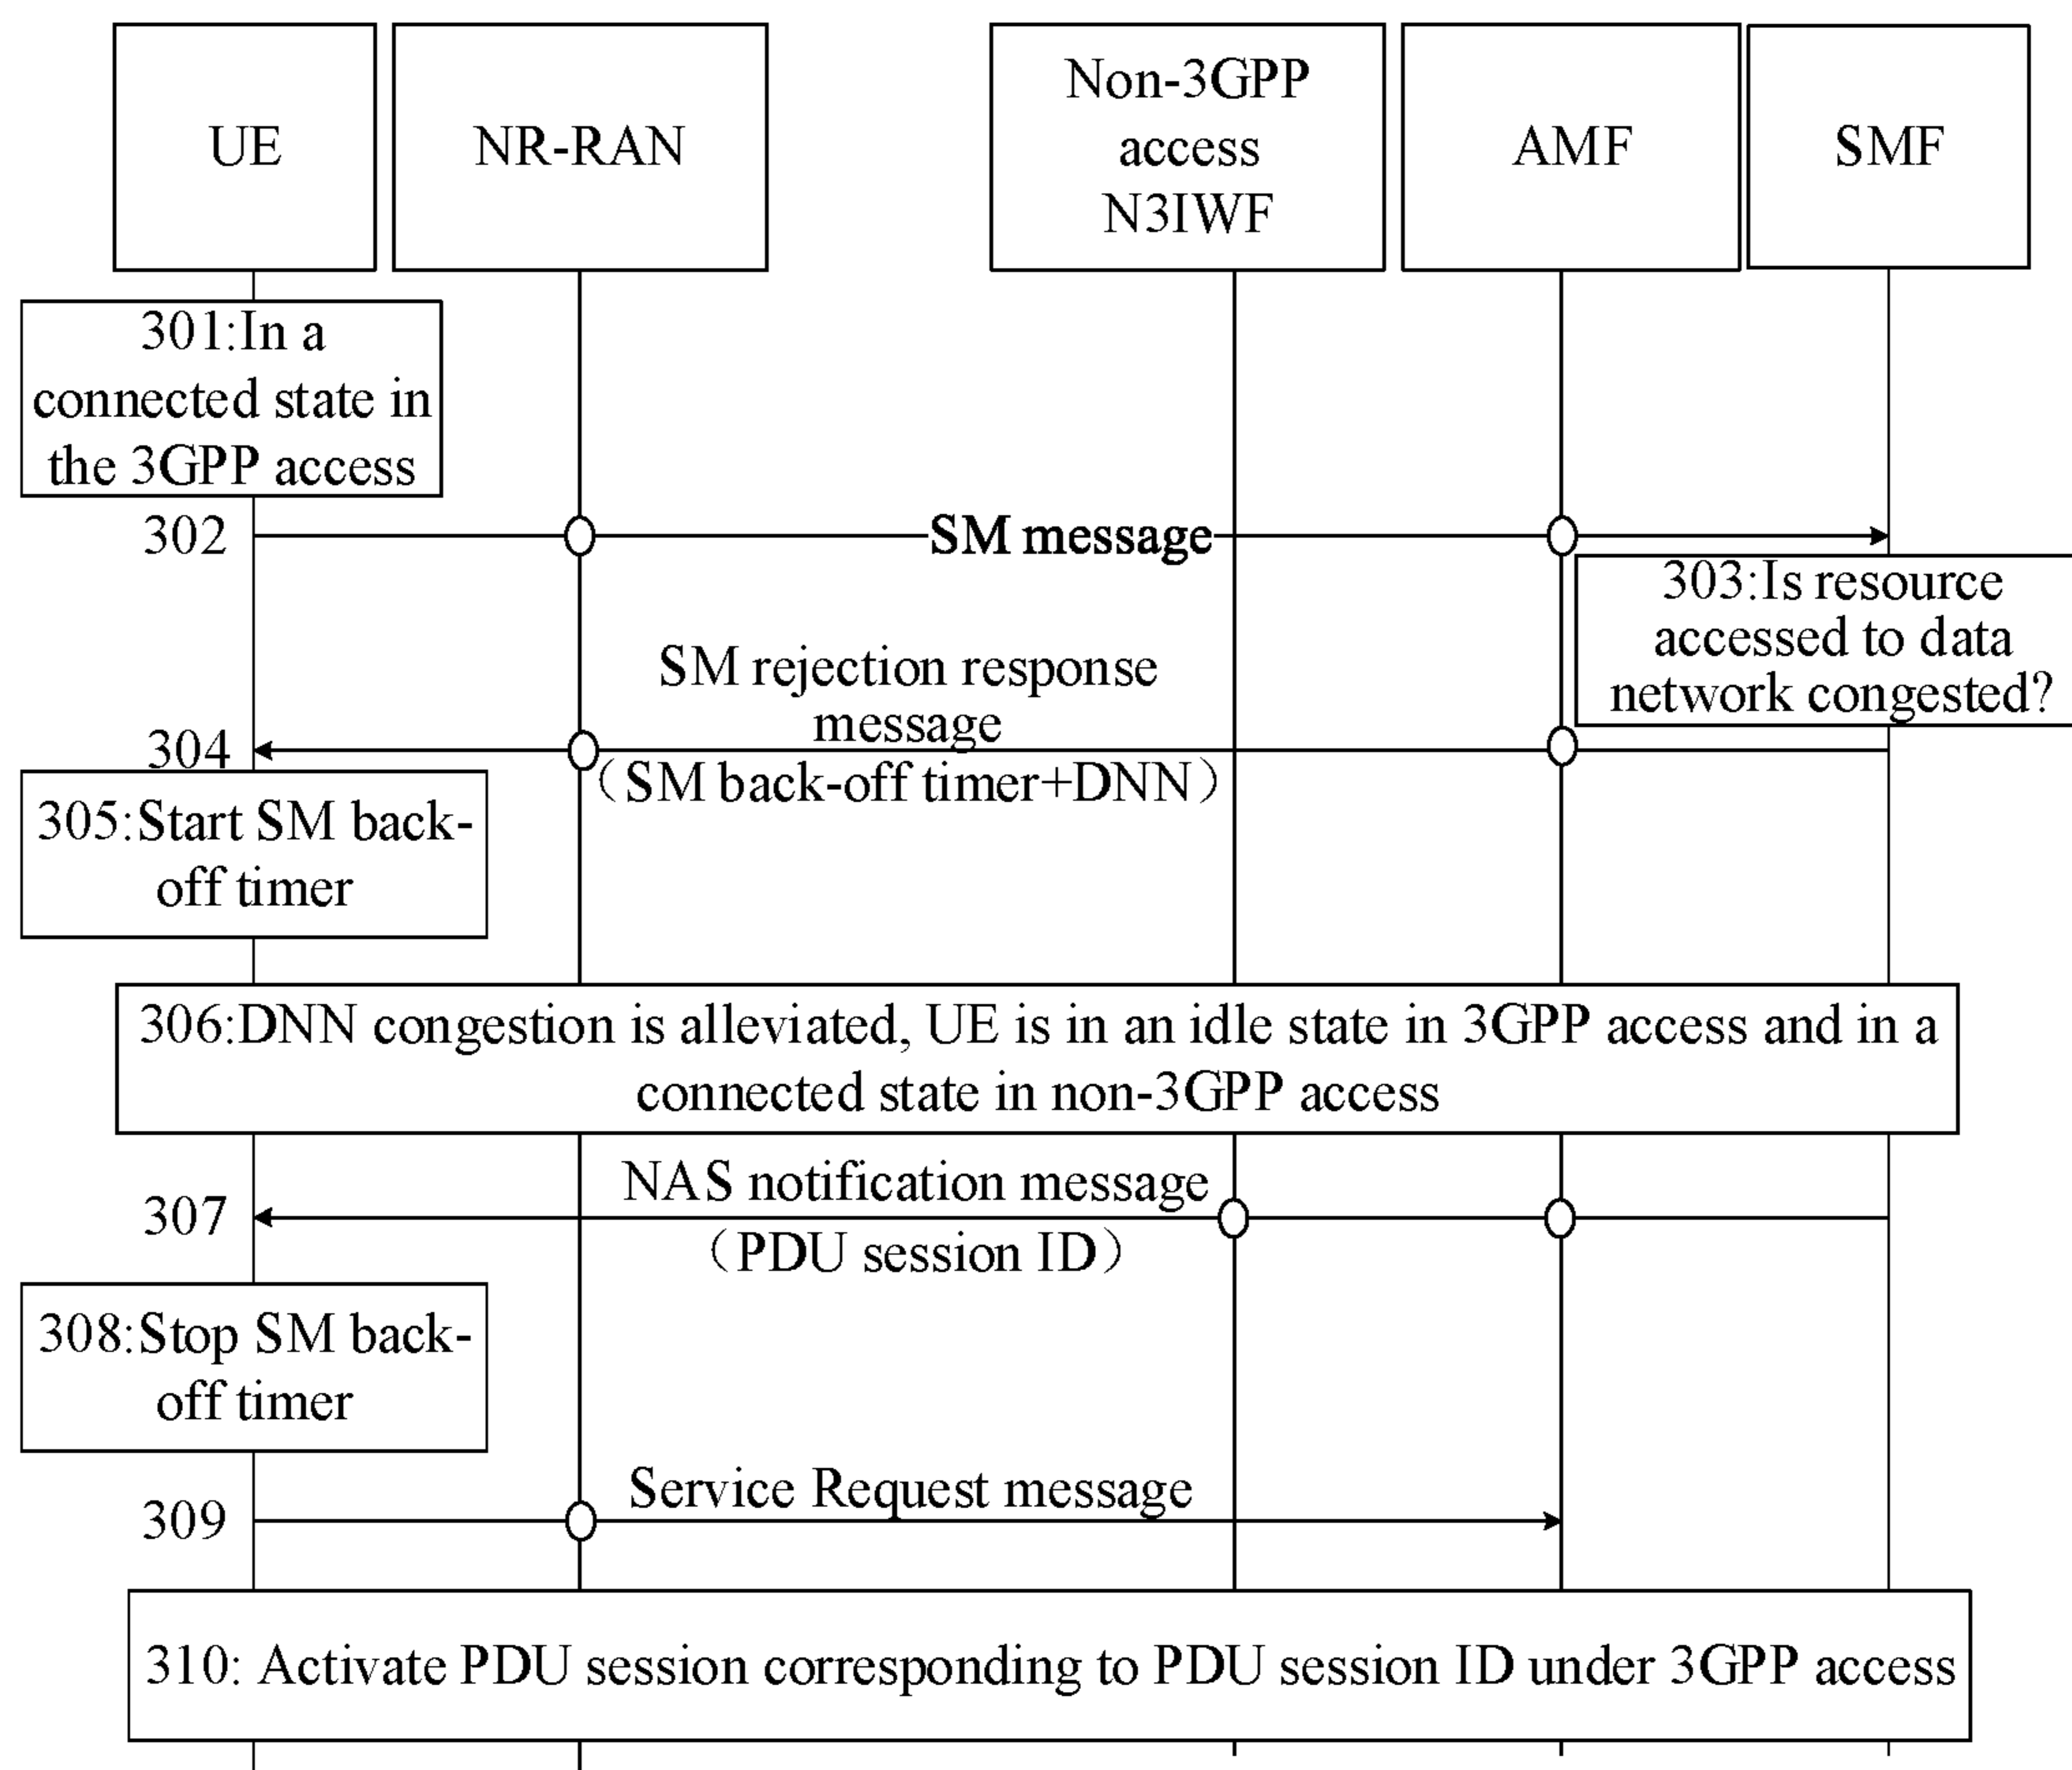 UE
NR-RAN
Non-3GPP
access
N3IWF
AMF
SMF
301:In a
connected state in
the 3GPP access
302
SM message
303:Is resource
accessed to data
network congested?
SM rejection response
message
304
（SM back-off timer+DNN）
305:Start SM back-
off timer
306:DNN congestion is alleviated, UE is in an idle state in 3GPP access and in a
connected state in non-3GPP access
NAS notification message
307
（PDU session ID）
308:Stop SM back-
off timer
Service Request message
309
310: Activate PDU session corresponding to PDU session ID under 3GPP access